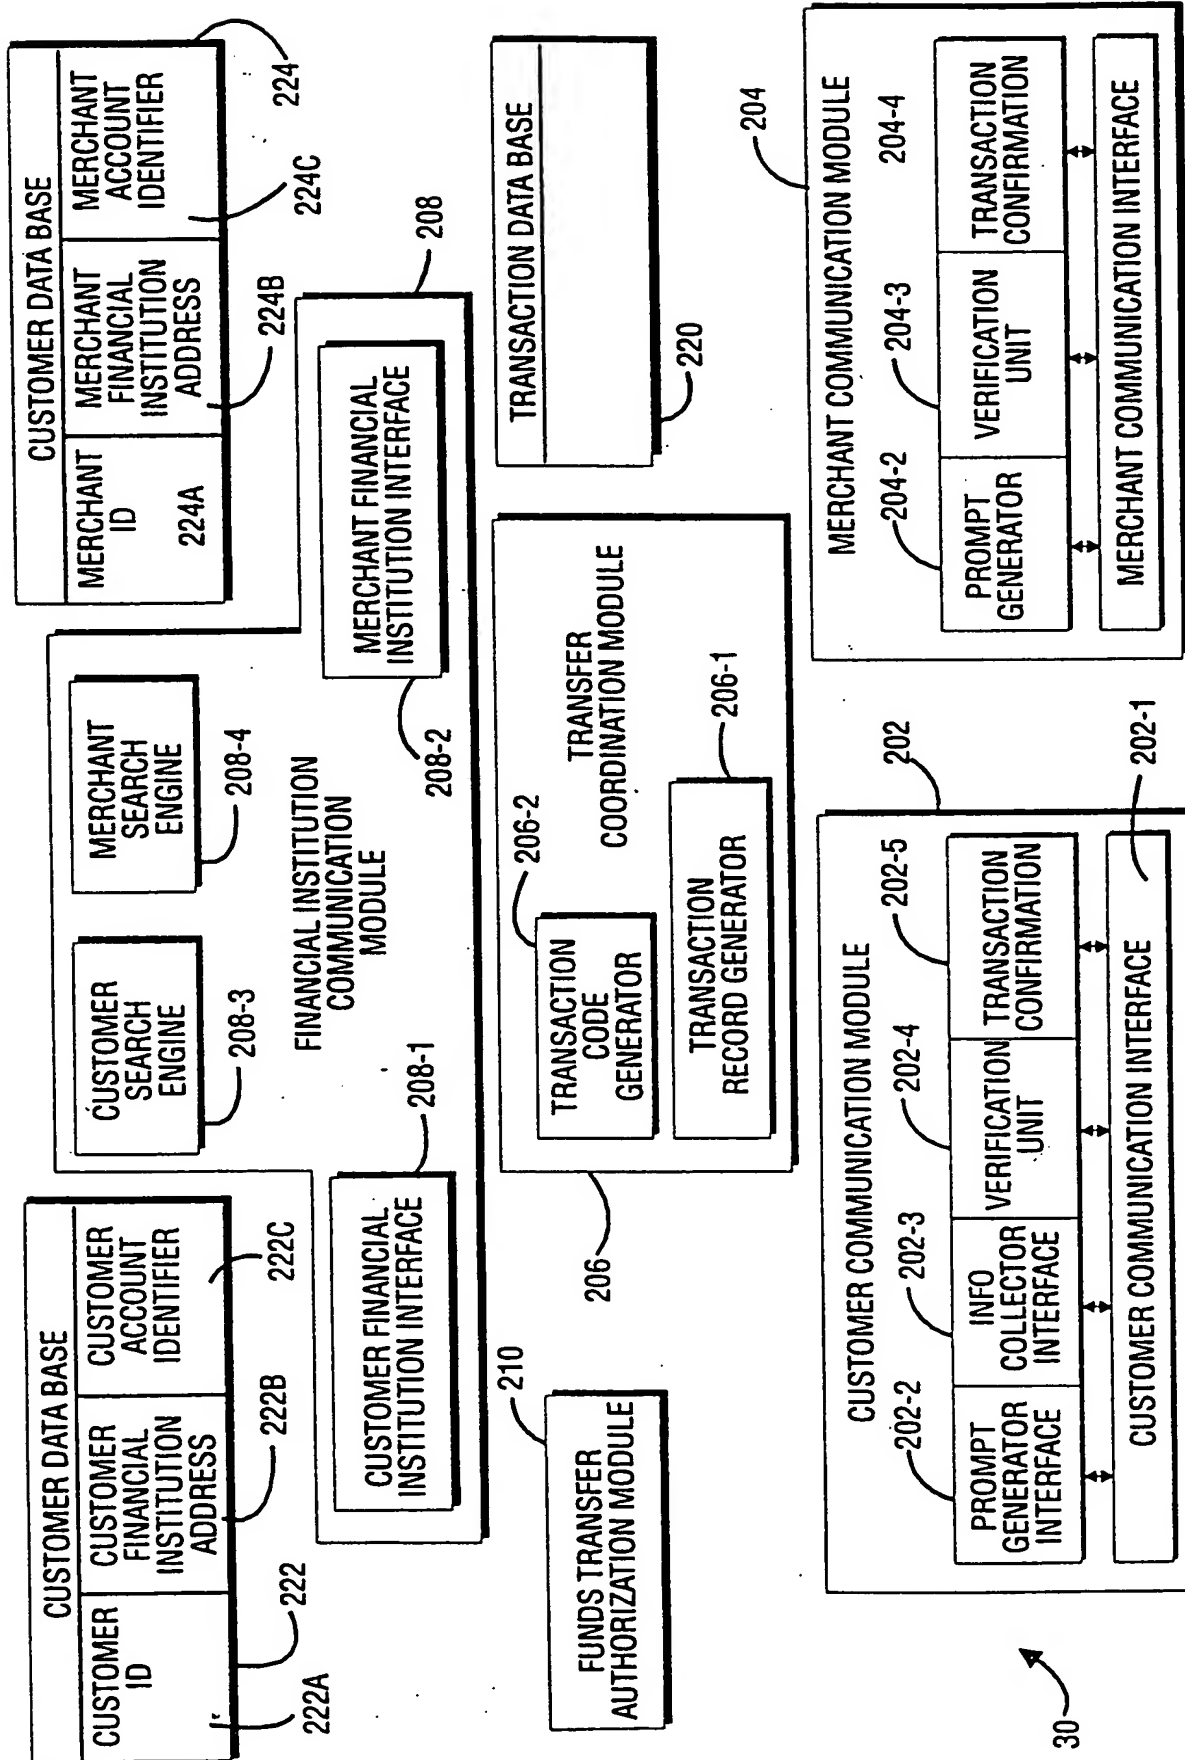 CUSTOMER DATA BASE
CUSTOMER
ID
222A
CUSTOMER
FINANCIAL
INSTITUTION
ADDRESS
222B
CUSTOMER
ACCOUNT
IDENTIFIER
222C
222
CUSTOMER DATA BASE
MERCHANT
ID
224A
MERCHANT
FINANCIAL
INSTITUTION
ADDRESS
224B
MERCHANT
ACCOUNT
IDENTIFIER
224C
224
CUSTOMER
SEARCH
ENGINE
208-3
MERCHANT
SEARCH
ENGINE
208-4
FINANCIAL INSTITUTION
COMMUNICATION
MODULE
208
CUSTOMER FINANCIAL
INSTITUTION INTERFACE
208-1
MERCHANT FINANCIAL
INSTITUTION INTERFACE
208-2
210
FUNDS TRANSFER
AUTHORIZATION MODULE
206
206-2
TRANSACTION
CODE
GENERATOR
TRANSFER
COORDINATION MODULE
TRANSACTION
RECORD GENERATOR
206-1
TRANSACTION DATA BASE
220
CUSTOMER COMMUNICATION MODULE
202
202-2
202-3
202-4
202-5
PROMPT
GENERATOR
INTERFACE
INFO
COLLECTOR
INTERFACE
VERIFICATION
UNIT
TRANSACTION
CONFIRMATION
CUSTOMER COMMUNICATION INTERFACE
202-1
MERCHANT COMMUNICATION MODULE
204
204-2
204-3
204-4
PROMPT
GENERATOR
VERIFICATION
UNIT
TRANSACTION
CONFIRMATION
MERCHANT COMMUNICATION INTERFACE
30